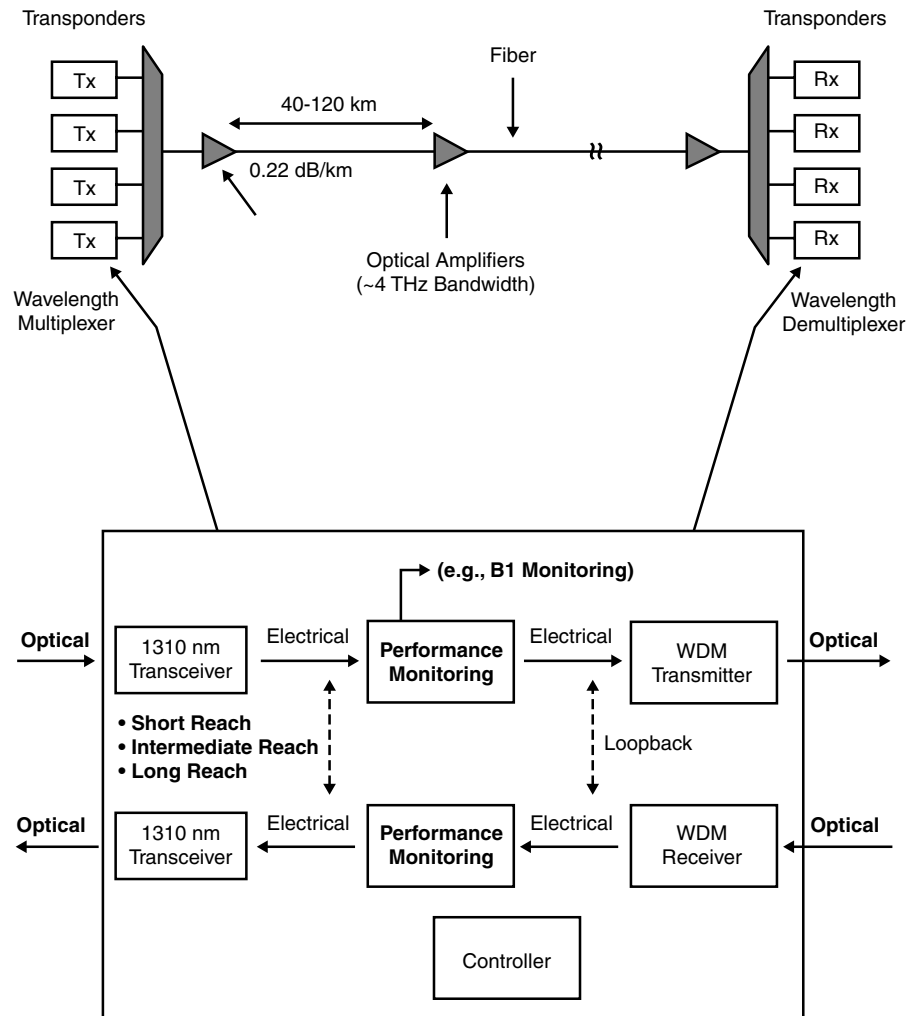 Transponders
Transponders
Fiber
Tx
Rx
40-120 km
Tx
Rx
0.22 dB/km
Tx
Rx
Tx
Rx
Optical Amplifiers
(~4 THz Bandwidth)
Wavelength
Multiplexer
Wavelength
Demultiplexer
(e.g., B1 Monitoring)
Optical
1310 nm
Transceiver
Electrical
Performance
Monitoring
Electrical
WDM
Transmitter
Optical
• Short Reach
• Intermediate Reach
• Long Reach
Loopback
Optical
1310 nm
Transceiver
Electrical
Performance
Monitoring
Electrical
WDM
Receiver
Optical
Controller